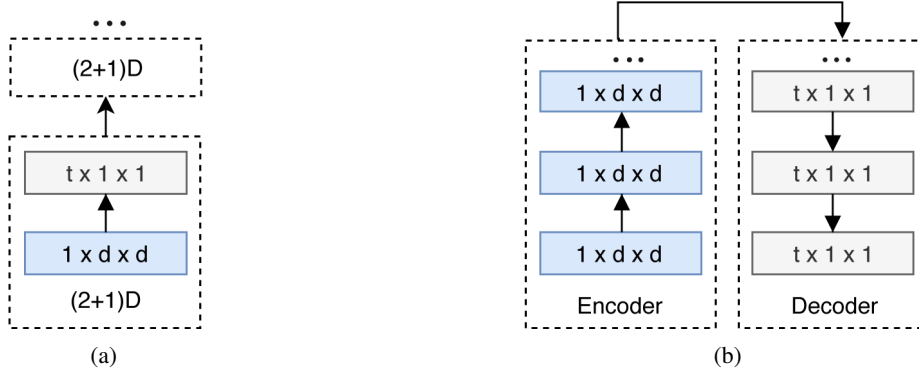 ...
(2+1)D
t x 1 x 1
1 x d x d
(2+1)D
(a)
...
1 x d x d
1 x d x d
1 x d x d
Encoder
...
t x 1 x 1
t x 1 x 1
t x 1 x 1
Decoder
(b)